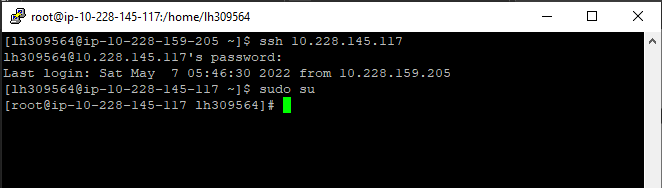 root@ip-10-228-145-117:/home/lh309564
[lh309564@ip-10-228-159-205 ~]$ ssh 10.228.145.117
lh309564@10.228.145.117's password:
Last login: Sat May  7 05:46:30 2022 from 10.228.159.205
[lh309564@ip-10-228-145-117 ~]$ sudo su
[root@ip-10-228-145-117 lh309564]#